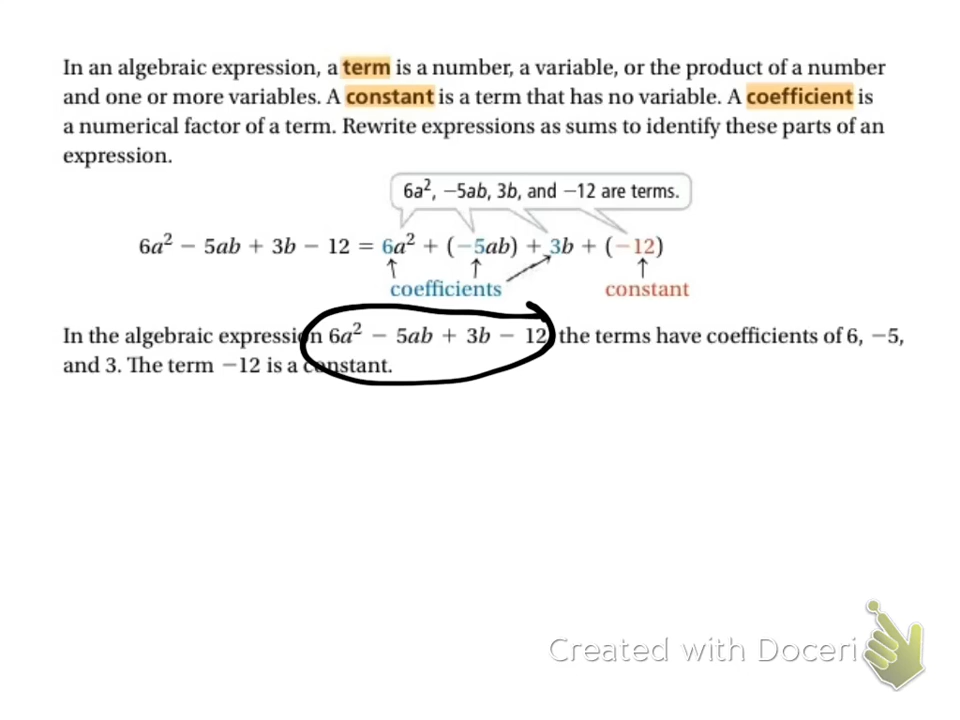 In an algebraic expression, a term is a number, a variable, or the product of a number
and one or more variables. A constant is a term that has no variable. A coefficient is
a numerical factor of a term. Rewrite expressions as sums to identify these parts of an
expression.
6a², −5ab, 3b, and −12 are terms.
6a² − 5ab + 3b − 12 = 6a² + (−5ab) + 3b + (−12)
coefficients constant
In the algebraic expression 6a² − 5ab + 3b − 12, the terms have coefficients of 6, −5,
and 3. The term −12 is a constant.
Created with Doceri